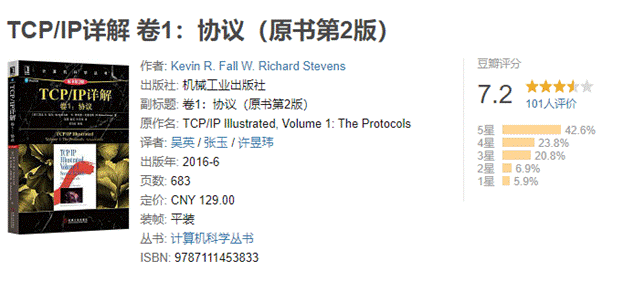 TCP/IP详解 卷1：协议（原书第2版）
作者: Kevin R. Fall W. Richard Stevens
出版社: 机械工业出版社
副标题: 卷1：协议（原书第2版）
原作名: TCP/IP Illustrated, Volume 1: The Protocols
译者: 吴英 / 张玉 / 许昱玮
出版年: 2016-6
页数: 683
定价: CNY 129.00
装帧: 平装
丛书: 计算机科学丛书
ISBN: 9787111453833
豆瓣评分
7.2
101人评价
5星 42.6%
4星 23.8%
3星 20.8%
2星 6.9%
1星 5.9%
TCP/IP详解
卷1：协议
TCP/IP Illustrated